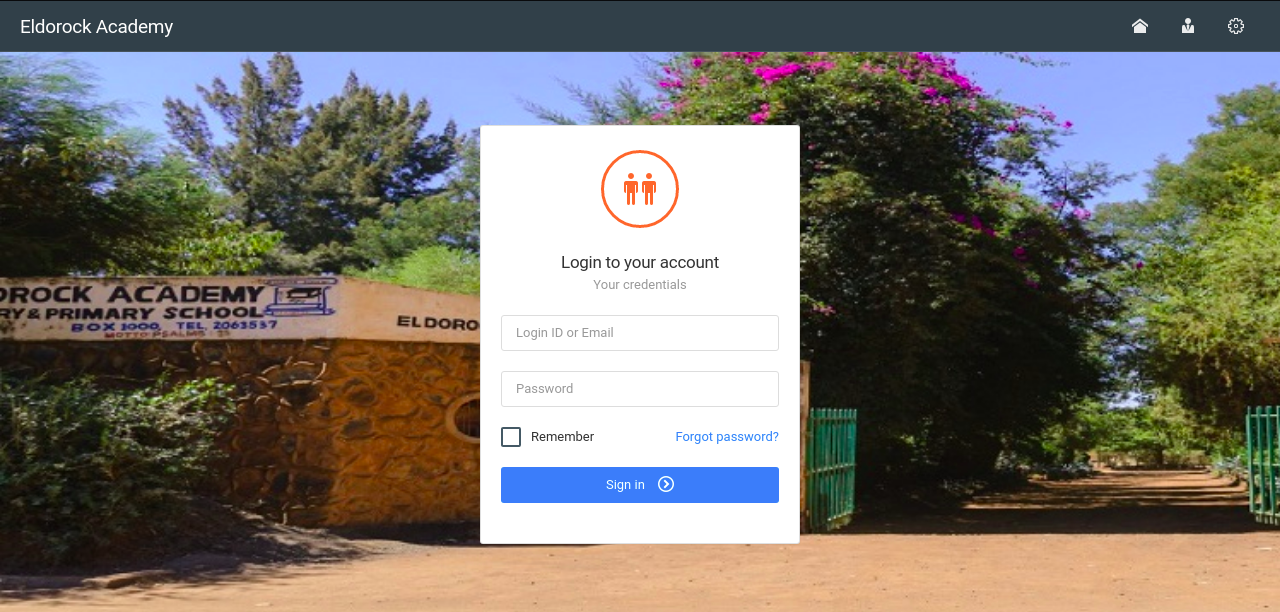 Eldorock Academy
Login to your account
Your credentials
Login ID or Email
Password
Remember
Forgot password?
Sign in
DROCK ACADEMY
RY & PRIMARY SCHOOL
BOX 1000, TEL. 2063537
MOTTO: PSALMS
ELDORO